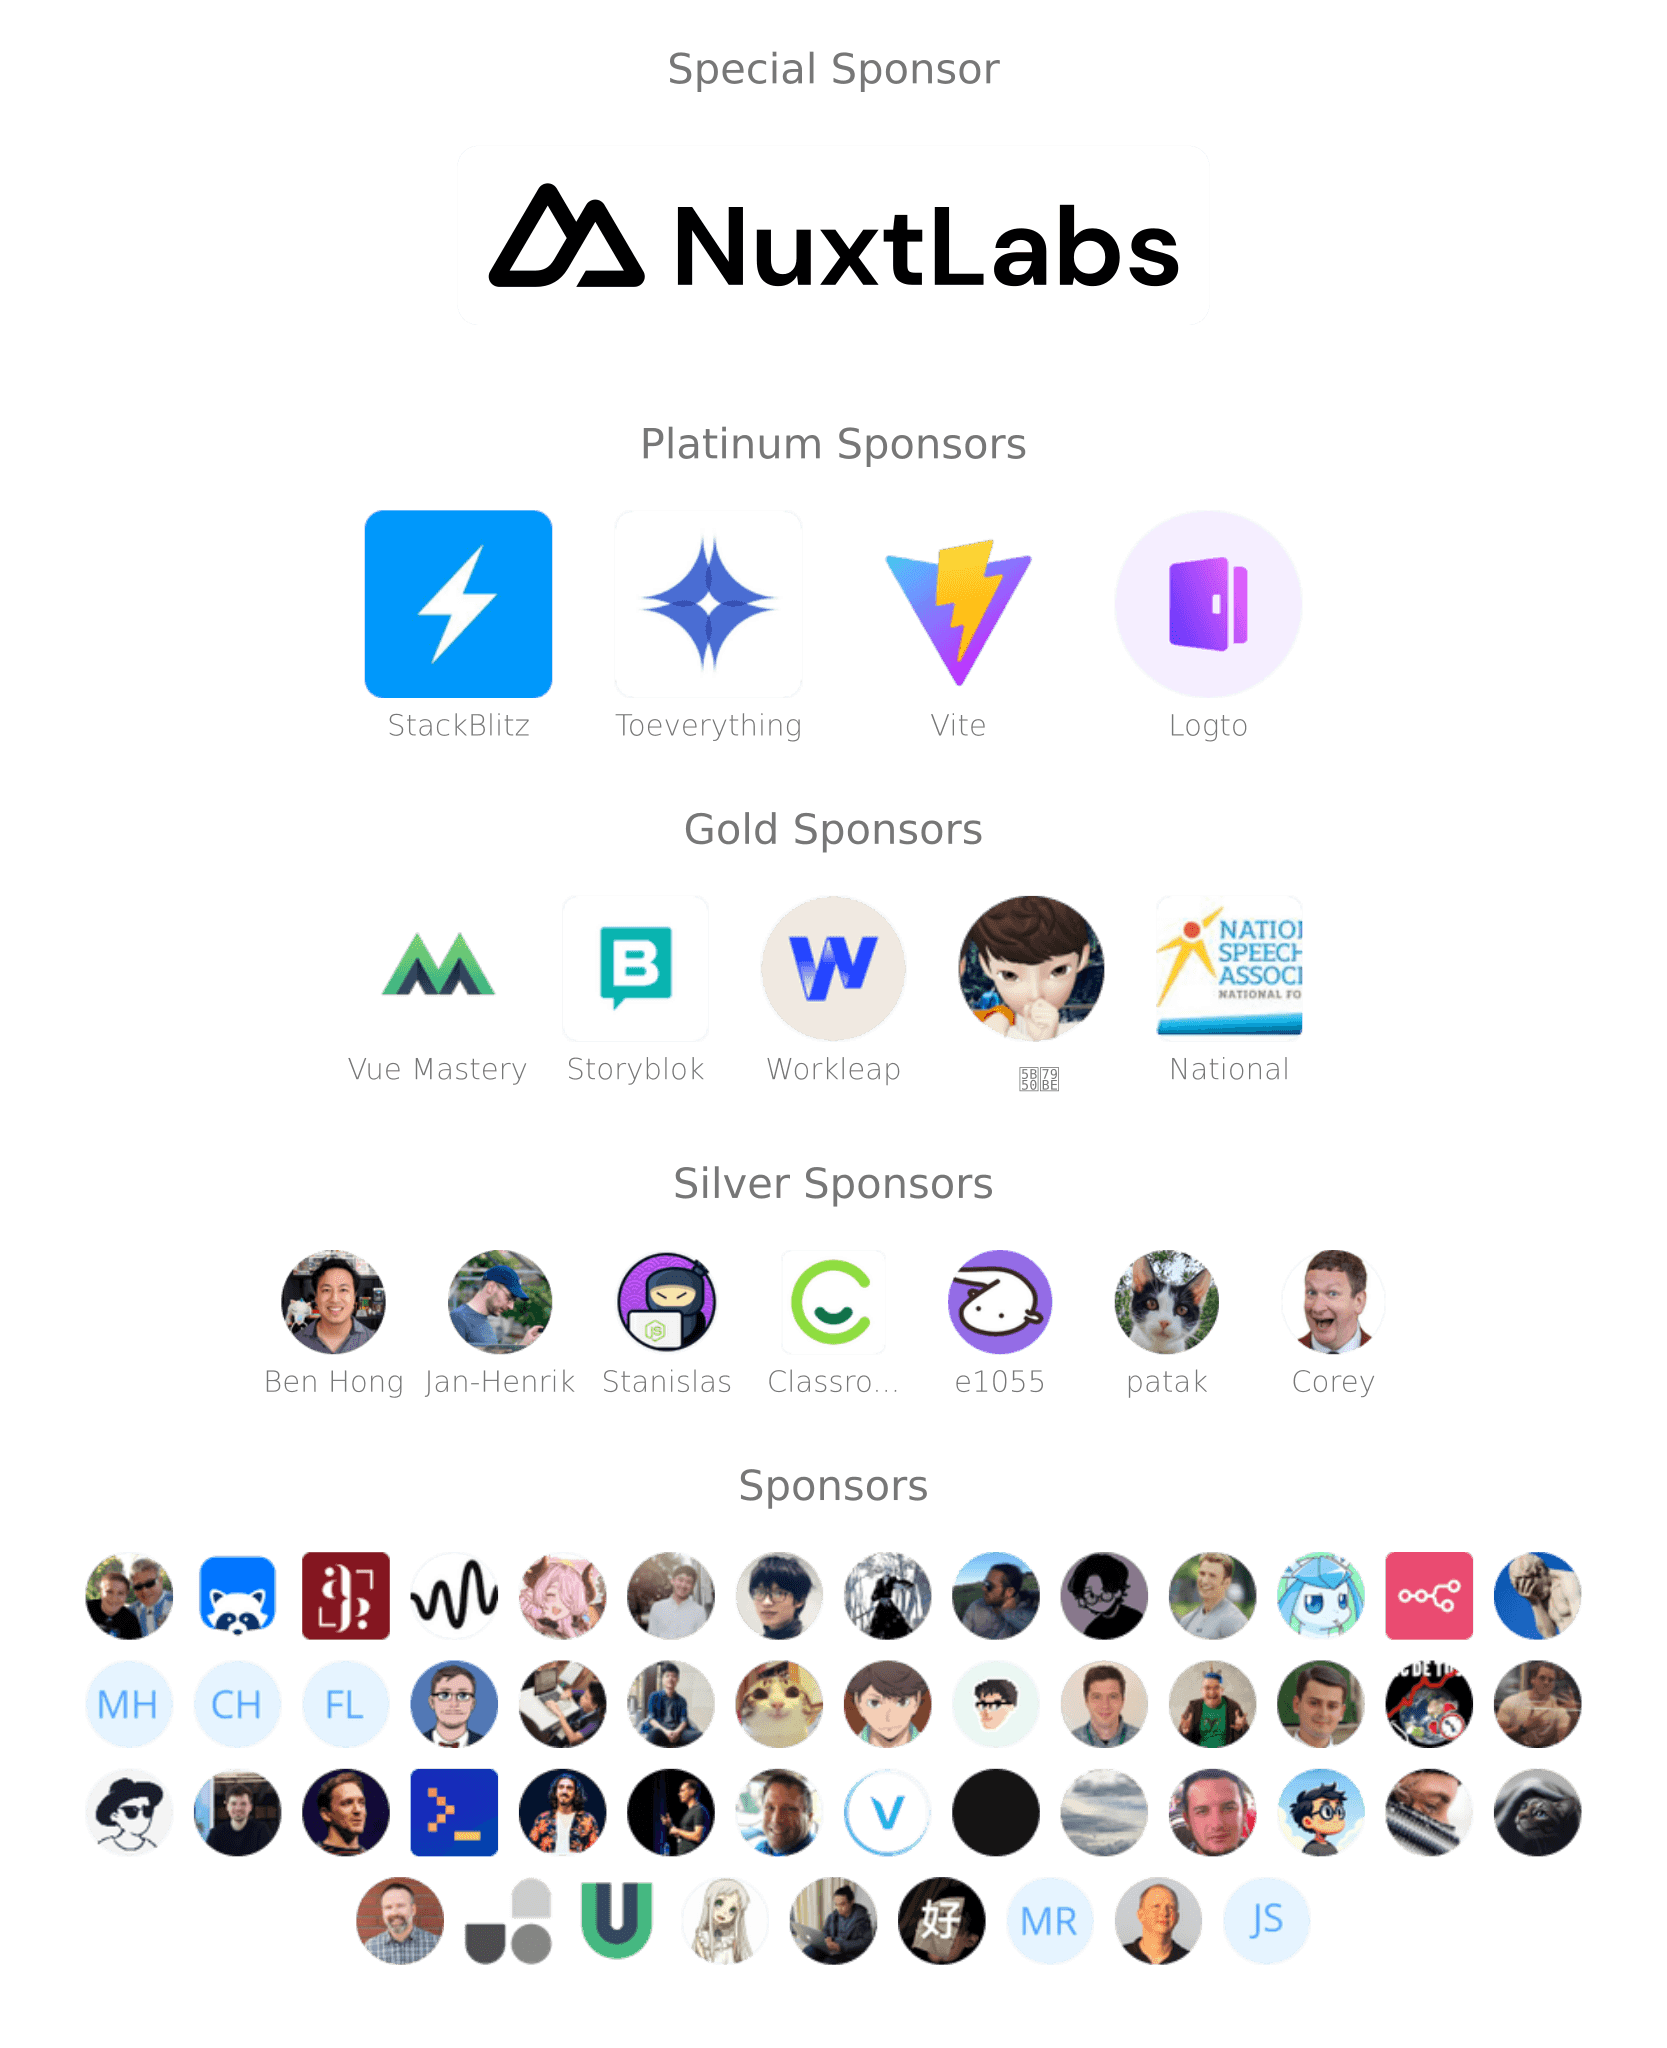 Special Sponsor
NuxtLabs
Platinum Sponsors
StackBlitz
Toeverything
Vite
Logto
Gold Sponsors
B
W
NATIO
SPEECH
ASSOCI
NATIONAL FO
Vue Mastery
Storyblok
Workleap
National
Silver Sponsors
JS
Ben Hong
Jan-Henrik
Stanislas
Classro...
e1055
patak
Corey
Sponsors
MH
CH
FL
V
U
好
MR
JS